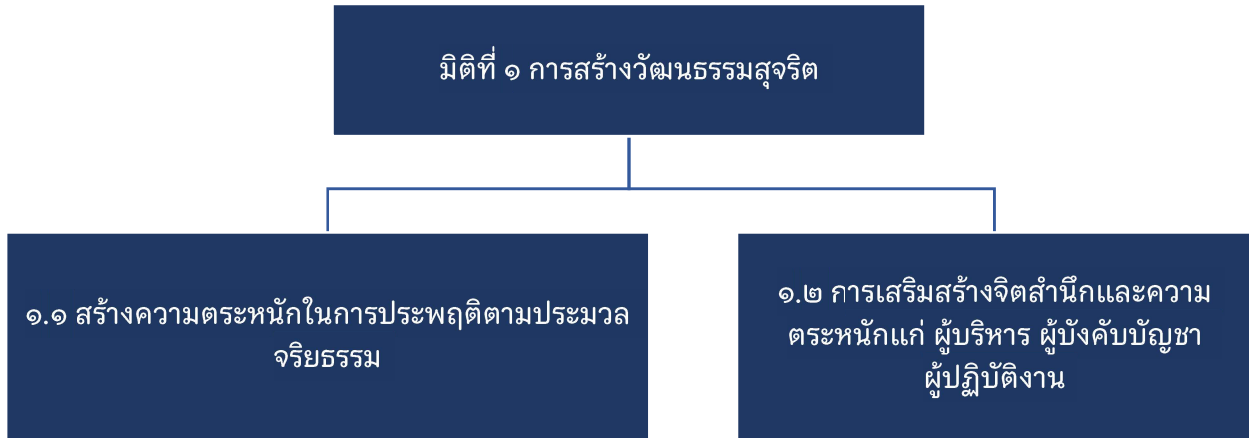 มิติที่ ๑ การสร้างวัฒนธรรมสุจริต
๑.๑ สร้างความตระหนักในการประพฤติตามประมวล
จริยธรรม
๑.๒ การเสริมสร้างจิตสำนึกและความ
ตระหนักแก่ ผู้บริหาร ผู้บังคับบัญชา
ผู้ปฏิบัติงาน